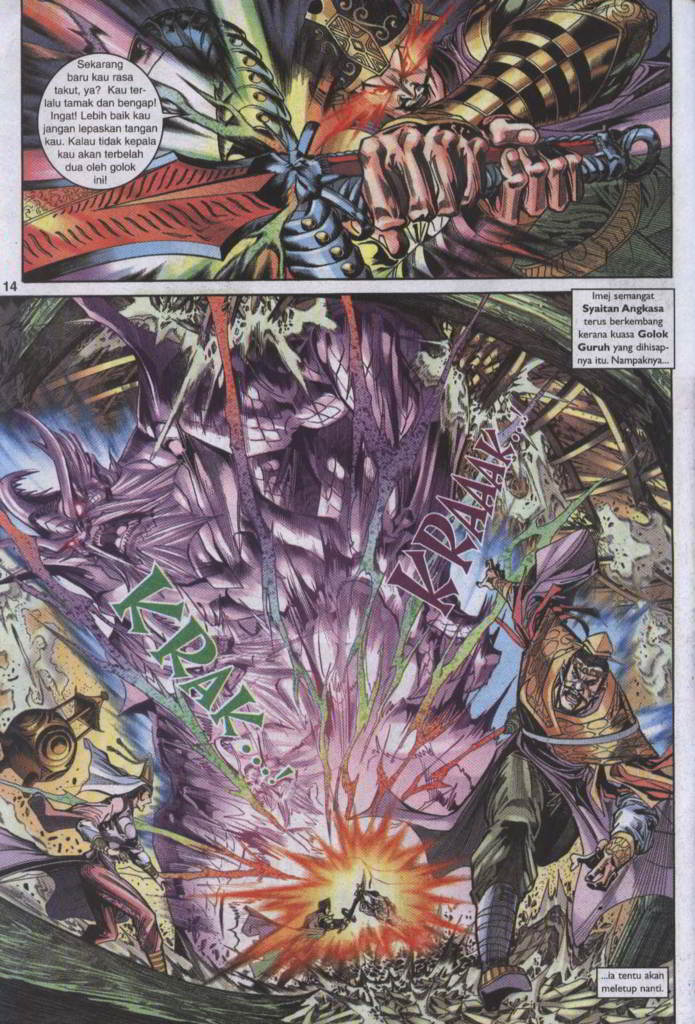 Sekarang
baru kau rasa
takut, ya? Kau ter-
lalu tamak dan bengap!
Ingat! Lebih baik kau
jangan lepaskan tangan
kau. Kalau tidak kepala
kau akan terbelah
dua oleh golok
ini!
14
Imej semangat
Syaitan Angkasa
terus berkembang
kerana kuasa Golok
Guruh yang dihisap-
nya itu. Nampaknya...
KRAAAK...
KRAK...!
...ia tentu akan
meletup nanti.